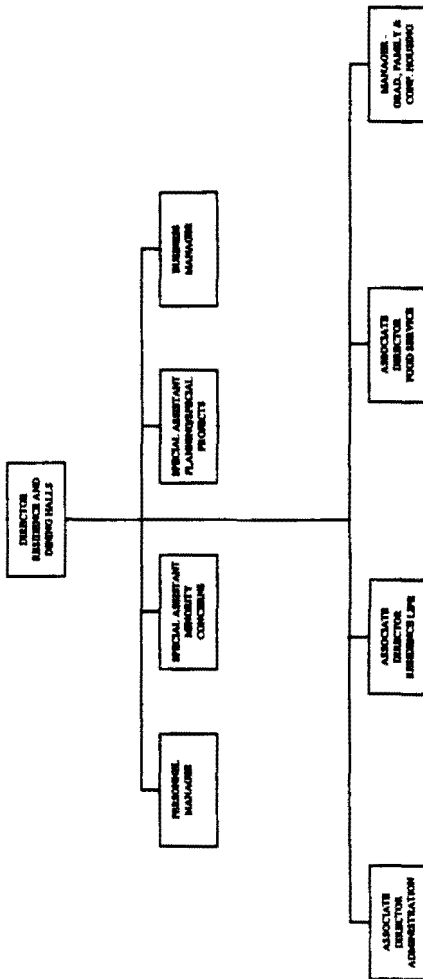 DIRECTOR
RESIDENCE AND
DINING HALLS
PERSONNEL
MANAGER
SPECIAL ASSISTANT
MINORITY
CONCERNS
SPECIAL ASSISTANT
PLANNING/SPECIAL
PROJECTS
BUSINESS
MANAGER
ASSOCIATE
DIRECTOR
ADMINISTRATION
ASSOCIATE
DIRECTOR
RESIDENCE LIFE
ASSOCIATE
DIRECTOR
FOOD SERVICE
MANAGER -
GRAD., FAMILY &
CONF. HOUSING